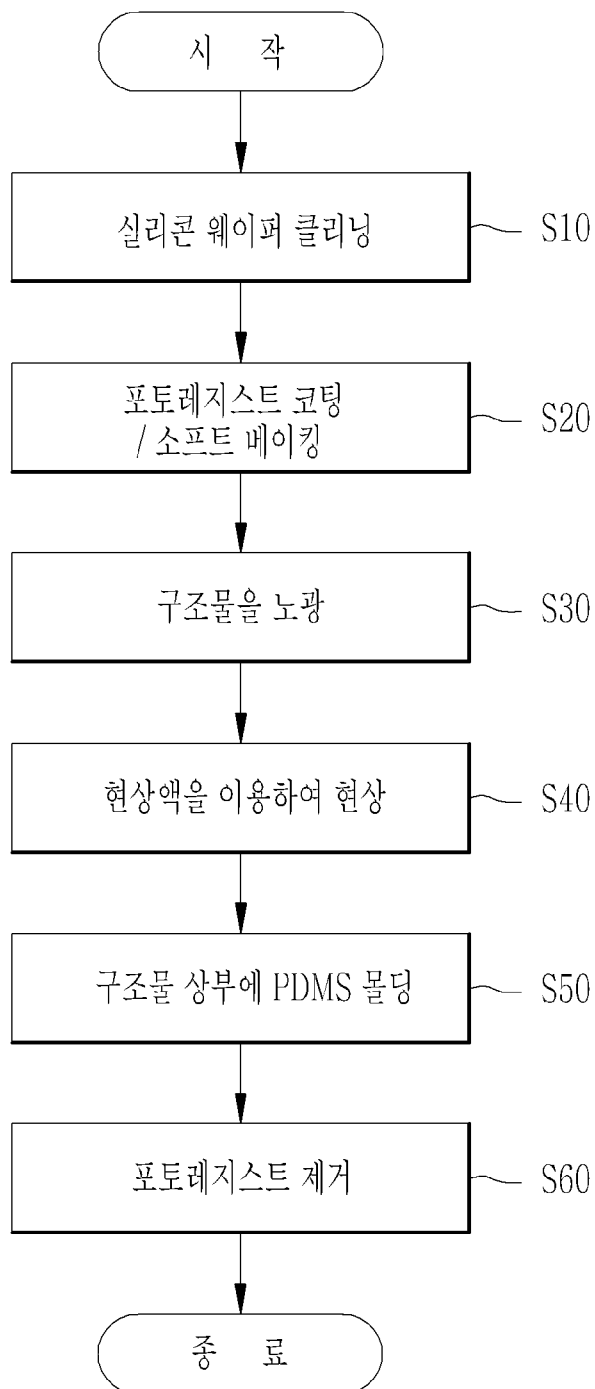 시 작
실리콘 웨이퍼 클리닝
S10
포토레지스트 코팅
/ 소프트 베이킹
S20
구조물을 노광
S30
현상액을 이용하여 현상
S40
구조물 상부에 PDMS 몰딩
S50
포토레지스트 제거
S60
종 료